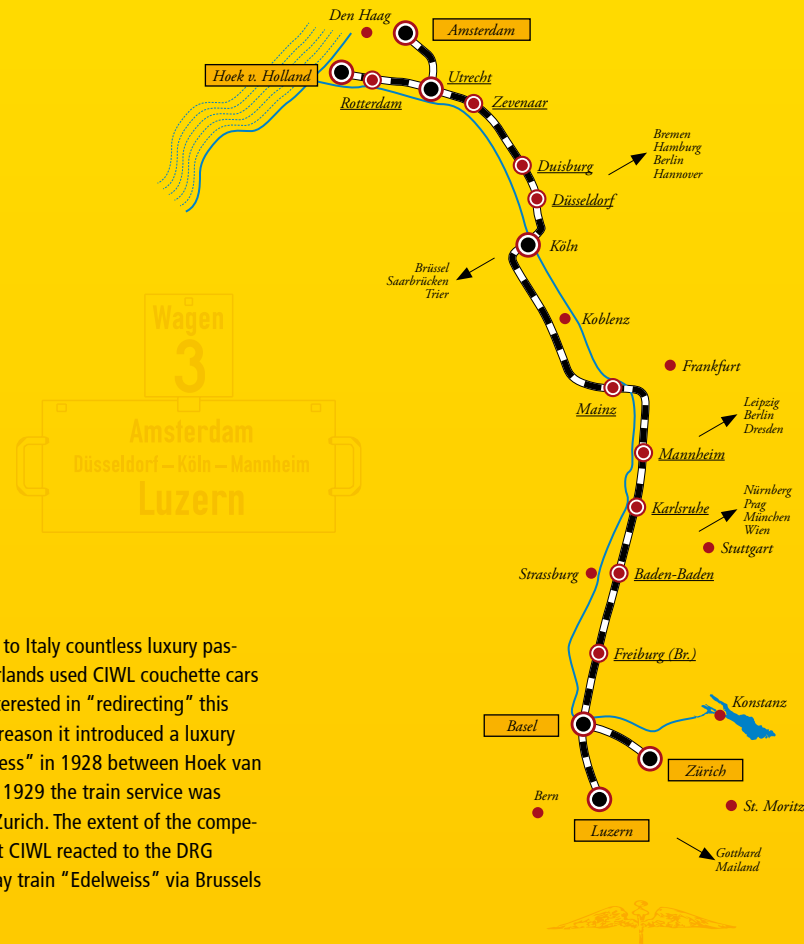 Den Haag
Amsterdam
Hoek v. Holland
Utrecht
Rotterdam
Zevenaar
Bremen
Hamburg
Berlin
Hannover
Duisburg
Düsseldorf
Köln
Brüssel
Saarbrücken
Trier
Wagen
3
Koblenz
Frankfurt
Mainz
Leipzig
Berlin
Dresden
Amsterdam
Düsseldorf – Köln – Mannheim
Luzern
Mannheim
Nürnberg
Prag
München
Wien
Karlsruhe
Stuttgart
Strassburg
Baden-Baden
to Italy countless luxury pas-
rlands used CIWL couchette cars
terested in “redirecting” this
reason it introduced a luxury
ess” in 1928 between Hoek van
1929 the train service was
Zurich. The extent of the compe-
t CIWL reacted to the DRG
ay train “Edelweiss” via Brussels
Freiburg (Br.)
Konstanz
Basel
Zürich
Bern
St. Moritz
Luzern
Gotthard
Mailand